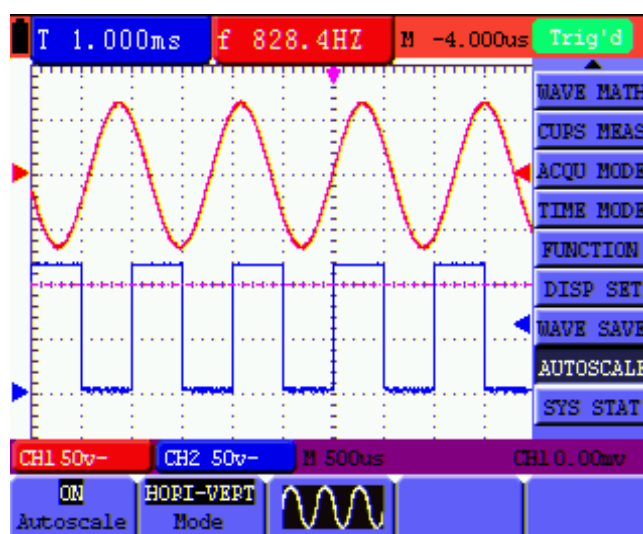 T 1.000ms f 828.4HZ M -4.000us Trig'd
WAVE MATH
CUPS MEAS
ACQU MODE
TIME MODE
FUNCTION
DISP SET
WAVE SAVE
AUTOSCALE
SYS STAT
CH1 50v~ CH2 50v~ M 500us CH1 0.00mv
ON
Autoscale
HORI-VERT
Mode